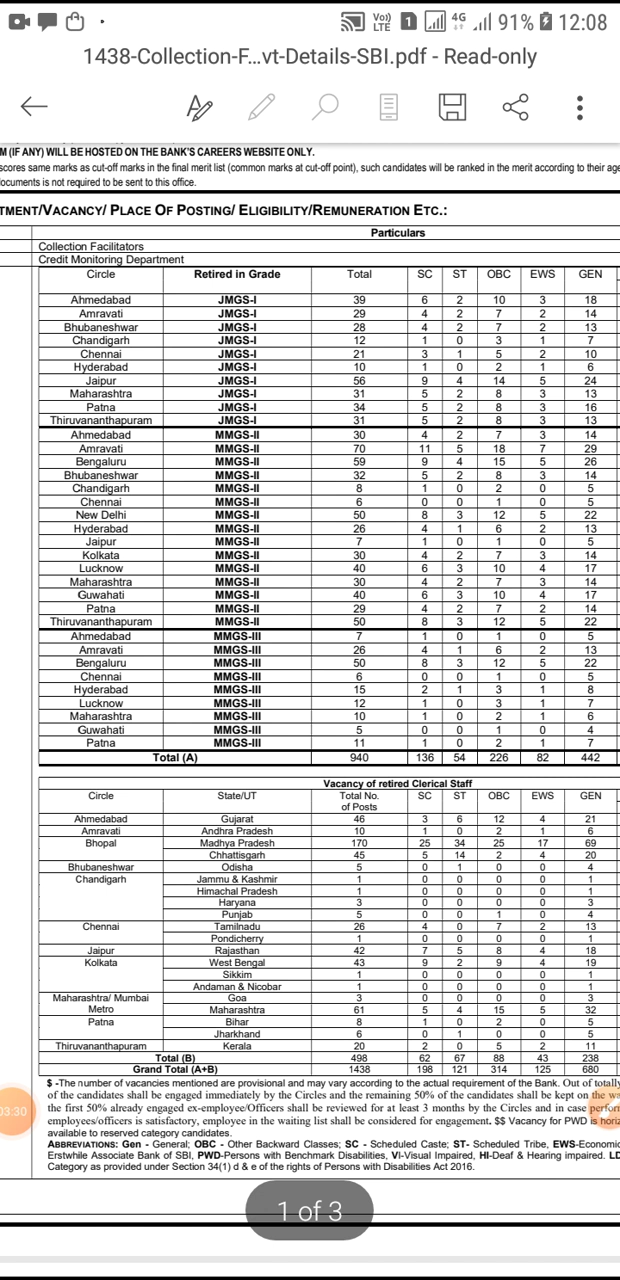 Vo)) LTE 1 4G 91% 12:08
1438-Collection-F...vt-Details-SBI.pdf - Read-only
M (IF ANY) WILL BE HOSTED ON THE BANK'S CAREERS WEBSITE ONLY.
scores same marks as cut-off marks in the final merit list (common marks at cut-off point), such candidates will be ranked in the merit according to their age
ocuments is not required to be sent to this office.
TMENT/VACANCY/ PLACE OF POSTING/ ELIGIBILITY/REMUNERATION ETC.:
Particulars
Collection Facilitators
Credit Monitoring Department
Circle Retired in Grade Total SC ST OBC EWS GEN
Ahmedabad JMGS-I 39 6 2 10 3 18
Amravati JMGS-I 29 4 2 7 2 14
Bhubaneshwar JMGS-I 28 4 2 7 2 13
Chandigarh JMGS-I 12 1 0 3 1 7
Chennai JMGS-I 21 3 1 5 2 10
Hyderabad JMGS-I 10 1 0 2 1 6
Jaipur JMGS-I 56 9 4 14 5 24
Maharashtra JMGS-I 31 5 2 8 3 13
Patna JMGS-I 34 5 2 8 3 16
Thiruvananthapuram JMGS-I 31 5 2 8 3 13
Ahmedabad MMGS-II 30 4 2 7 3 14
Amravati MMGS-II 70 11 5 18 7 29
Bengaluru MMGS-II 59 9 4 15 5 26
Bhubaneshwar MMGS-II 32 5 2 8 3 14
Chandigarh MMGS-II 8 1 0 2 0 5
Chennai MMGS-II 6 0 0 1 0 5
New Delhi MMGS-II 50 8 3 12 5 22
Hyderabad MMGS-II 26 4 1 6 2 13
Jaipur MMGS-II 7 1 0 1 0 5
Kolkata MMGS-II 30 4 2 7 3 14
Lucknow MMGS-II 40 6 3 10 4 17
Maharashtra MMGS-II 30 4 2 7 3 14
Guwahati MMGS-II 40 6 3 10 4 17
Patna MMGS-II 29 4 2 7 2 14
Thiruvananthapuram MMGS-II 50 8 3 12 5 22
Ahmedabad MMGS-III 7 1 0 1 0 5
Amravati MMGS-III 26 4 1 6 2 13
Bengaluru MMGS-III 50 8 3 12 5 22
Chennai MMGS-III 6 0 0 1 0 5
Hyderabad MMGS-III 15 2 1 3 1 8
Lucknow MMGS-III 12 1 0 3 1 7
Maharashtra MMGS-III 10 1 0 2 1 6
Guwahati MMGS-III 5 0 0 1 0 4
Patna MMGS-III 11 1 0 2 1 7
Total (A) 940 136 54 226 82 442
Vacancy of retired Clerical Staff
Circle State/UT Total No. of Posts SC ST OBC EWS GEN
Ahmedabad Gujarat 46 3 6 12 4 21
Amravati Andhra Pradesh 10 1 0 2 1 6
Bhopal Madhya Pradesh 170 25 34 25 17 69
Chhattisgarh 45 5 14 2 4 20
Bhubaneshwar Odisha 5 0 1 0 0 4
Chandigarh Jammu & Kashmir 1 0 0 0 0 1
Himachal Pradesh 1 0 0 0 0 1
Haryana 3 0 0 0 0 3
Punjab 5 0 0 1 0 4
Chennai Tamilnadu 26 4 0 7 2 13
Pondicherry 1 0 0 0 0 1
Jaipur Rajasthan 42 7 5 8 4 18
Kolkata West Bengal 43 9 2 9 4 19
Sikkim 1 0 0 0 0 1
Andaman & Nicobar 1 0 0 0 0 1
Maharashtra/ Mumbai Metro Goa 3 0 0 0 0 3
Maharashtra 61 5 4 15 5 32
Patna Bihar 8 1 0 2 0 5
Jharkhand 6 0 1 0 0 5
Thiruvananthapuram Kerala 20 2 0 5 2 11
Total (B) 498 62 67 88 43 238
Grand Total (A+B) 1438 198 121 314 125 680
$ -The number of vacancies mentioned are provisional and may vary according to the actual requirement of the Bank. Out of totally
of the candidates shall be engaged immediately by the Circles and the remaining 50% of the candidates shall be kept on the wa
the first 50% already engaged ex-employee/Officers shall be reviewed for at least 3 months by the Circles and in case perfor
employees/officers is satisfactory, employee in the waiting list shall be considered for engagement. $$ Vacancy for PWD is horiz
available to reserved category candidates.
ABBREVIATIONS: Gen - General; OBC - Other Backward Classes; SC - Scheduled Caste; ST- Scheduled Tribe, EWS-Economic
Erstwhile Associate Bank of SBI, PWD-Persons with Benchmark Disabilities, VI-Visual Impaired, HI-Deaf & Hearing impaired. LD
Category as provided under Section 34(1) d & e of the rights of Persons with Disabilities Act 2016.
03:30
1 of 3